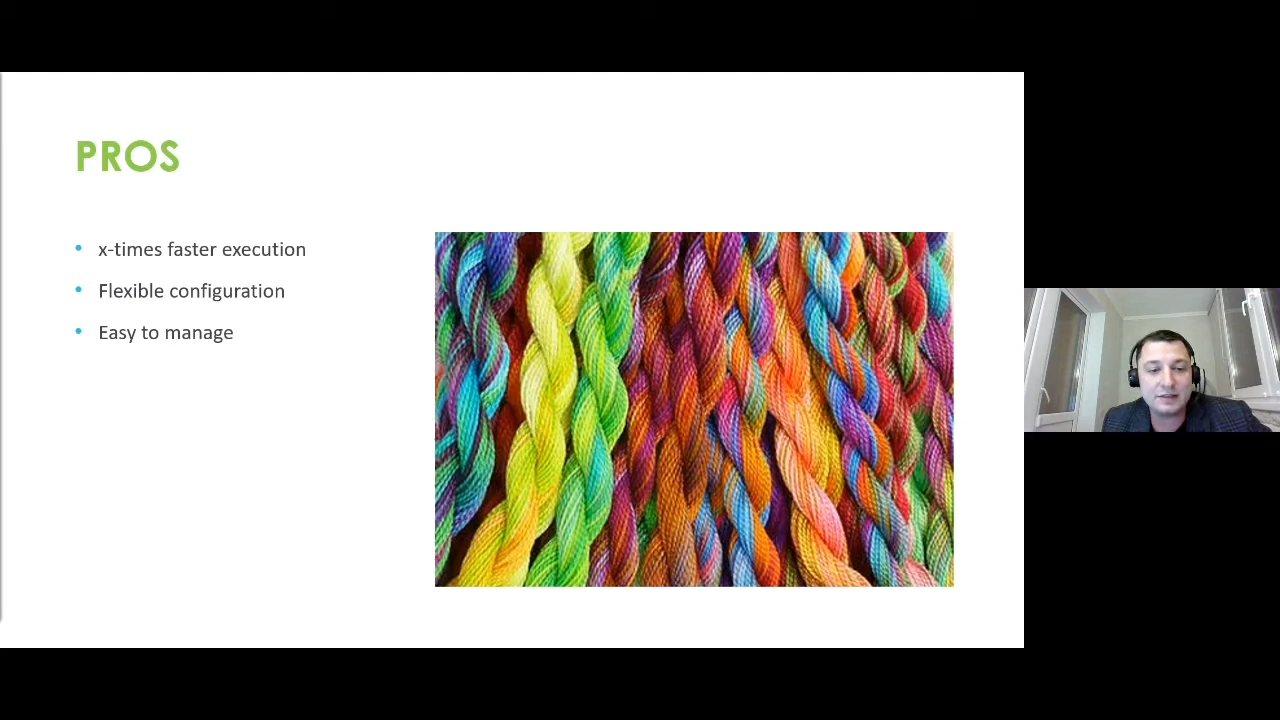 PROS
x-times faster execution
Flexible configuration
Easy to manage